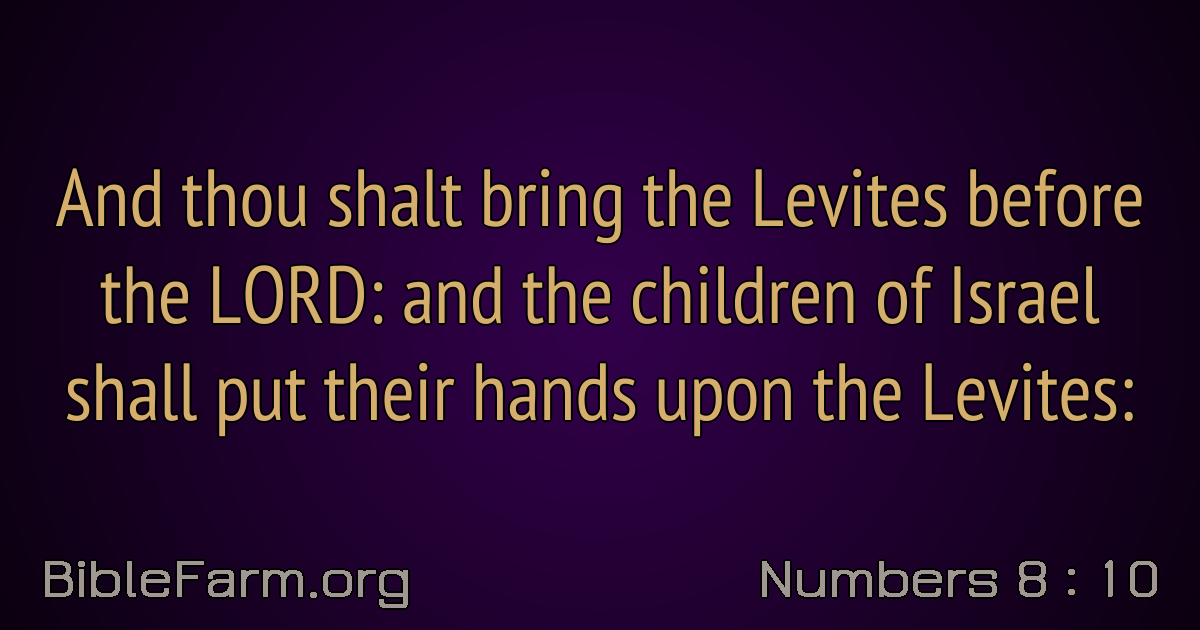 And thou shalt bring the Levites before
the LORD: and the children of Israel
shall put their hands upon the Levites:
BibleFarm.org
Numbers 8 : 10